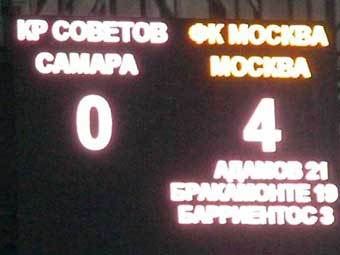 КР СОВЕТОВ ФК МОСКВА
САМАРА МОСКВА
0 4
АДАМОВ 21
БРАКАМОНТЕ 19
БАРРИЕНТОС 3